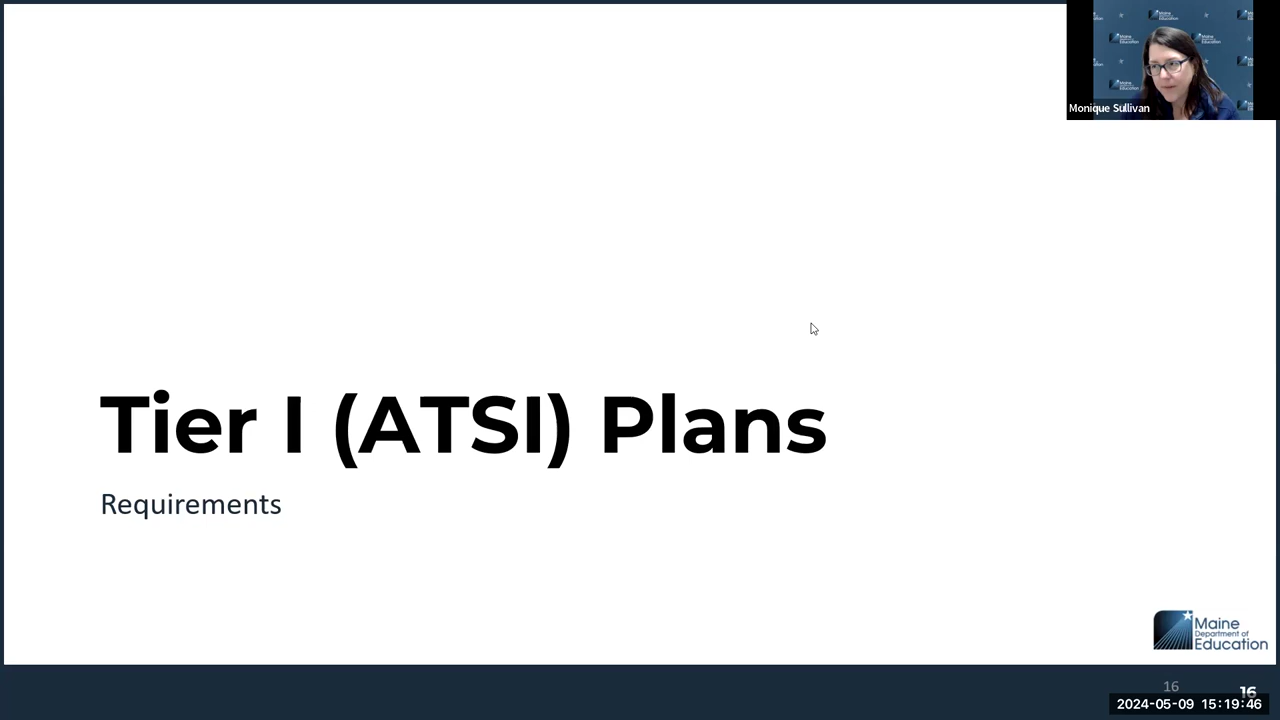 Monique Sullivan
Tier I (ATSI) Plans
Requirements
Maine
Department of
Education
16
16
2024-05-09 15:19:46